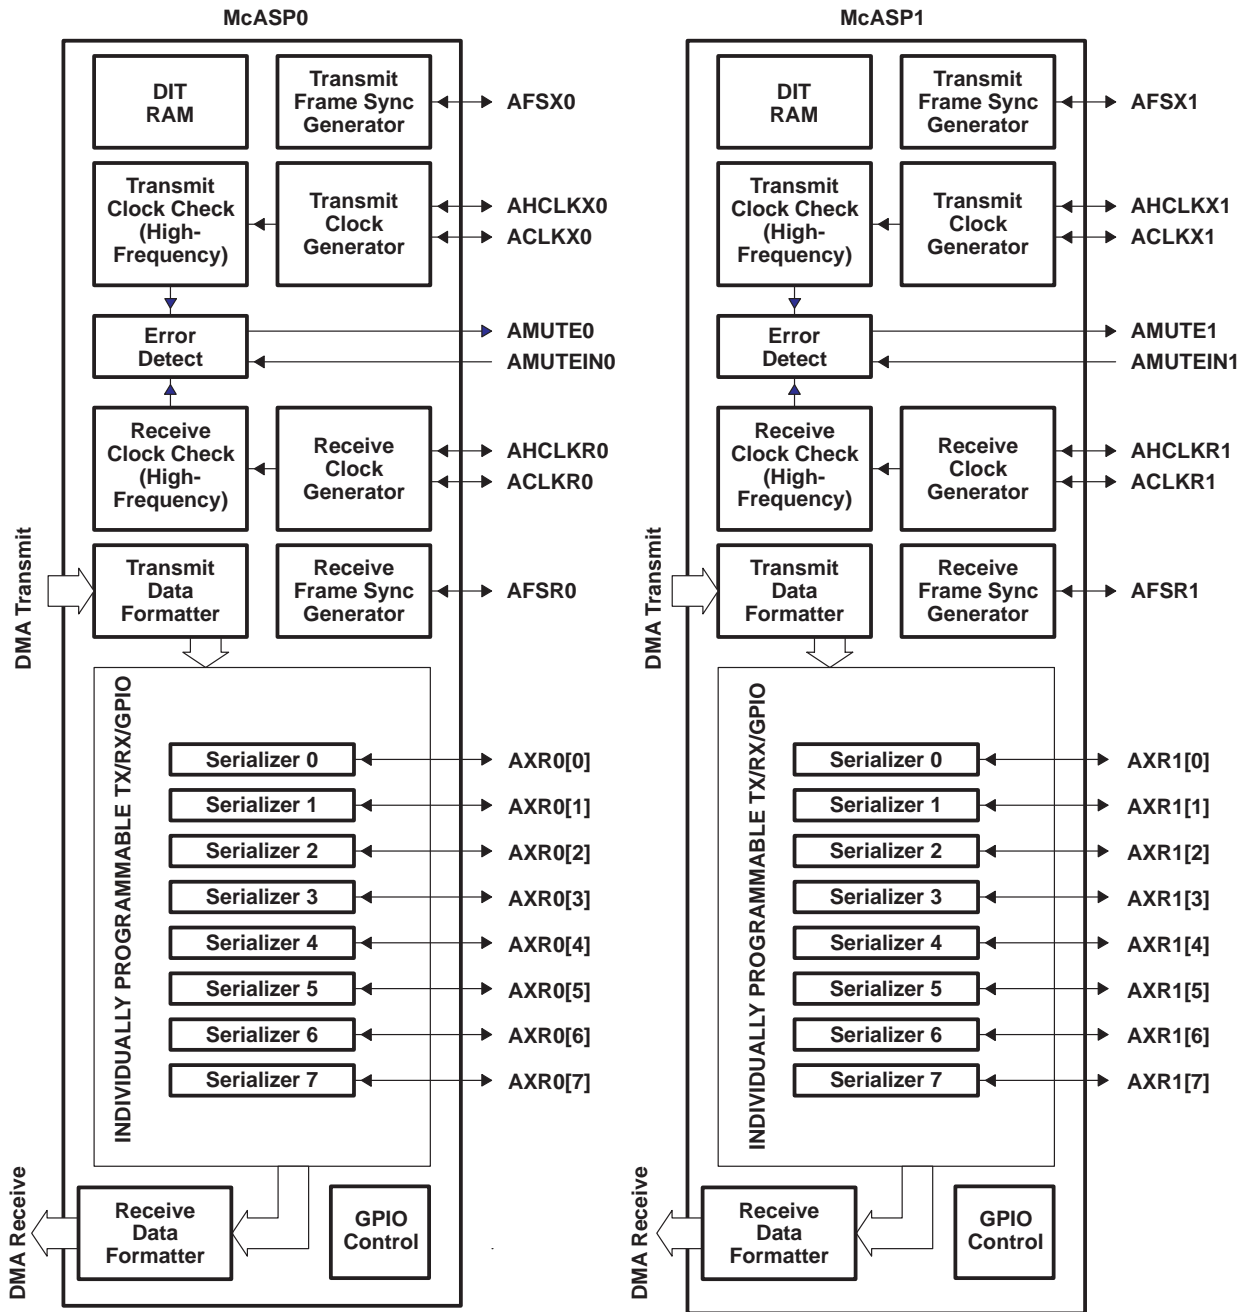 McASP0
DIT
RAM
Transmit
Frame Sync
Generator
AFSX0
Transmit
Clock Check
(High-
Frequency)
Transmit
Clock
Generator
AHCLKX0
ACLKX0
Error
Detect
AMUTE0
AMUTEIN0
Receive
Clock Check
(High-
Frequency)
Receive
Clock
Generator
AHCLKR0
ACLKR0
DMA Transmit
Transmit
Data
Formatter
Receive
Frame Sync
Generator
AFSR0
INDIVIDUALLY PROGRAMMABLE TX/RX/GPIO
Serializer 0
AXR0[0]
Serializer 1
AXR0[1]
Serializer 2
AXR0[2]
Serializer 3
AXR0[3]
Serializer 4
AXR0[4]
Serializer 5
AXR0[5]
Serializer 6
AXR0[6]
Serializer 7
AXR0[7]
DMA Receive
Receive
Data
Formatter
GPIO
Control
McASP1
DIT
RAM
Transmit
Frame Sync
Generator
AFSX1
Transmit
Clock Check
(High-
Frequency)
Transmit
Clock
Generator
AHCLKX1
ACLKX1
Error
Detect
AMUTE1
AMUTEIN1
Receive
Clock Check
(High-
Frequency)
Receive
Clock
Generator
AHCLKR1
ACLKR1
DMA Transmit
Transmit
Data
Formatter
Receive
Frame Sync
Generator
AFSR1
INDIVIDUALLY PROGRAMMABLE TX/RX/GPIO
Serializer 0
AXR1[0]
Serializer 1
AXR1[1]
Serializer 2
AXR1[2]
Serializer 3
AXR1[3]
Serializer 4
AXR1[4]
Serializer 5
AXR1[5]
Serializer 6
AXR1[6]
Serializer 7
AXR1[7]
DMA Receive
Receive
Data
Formatter
GPIO
Control